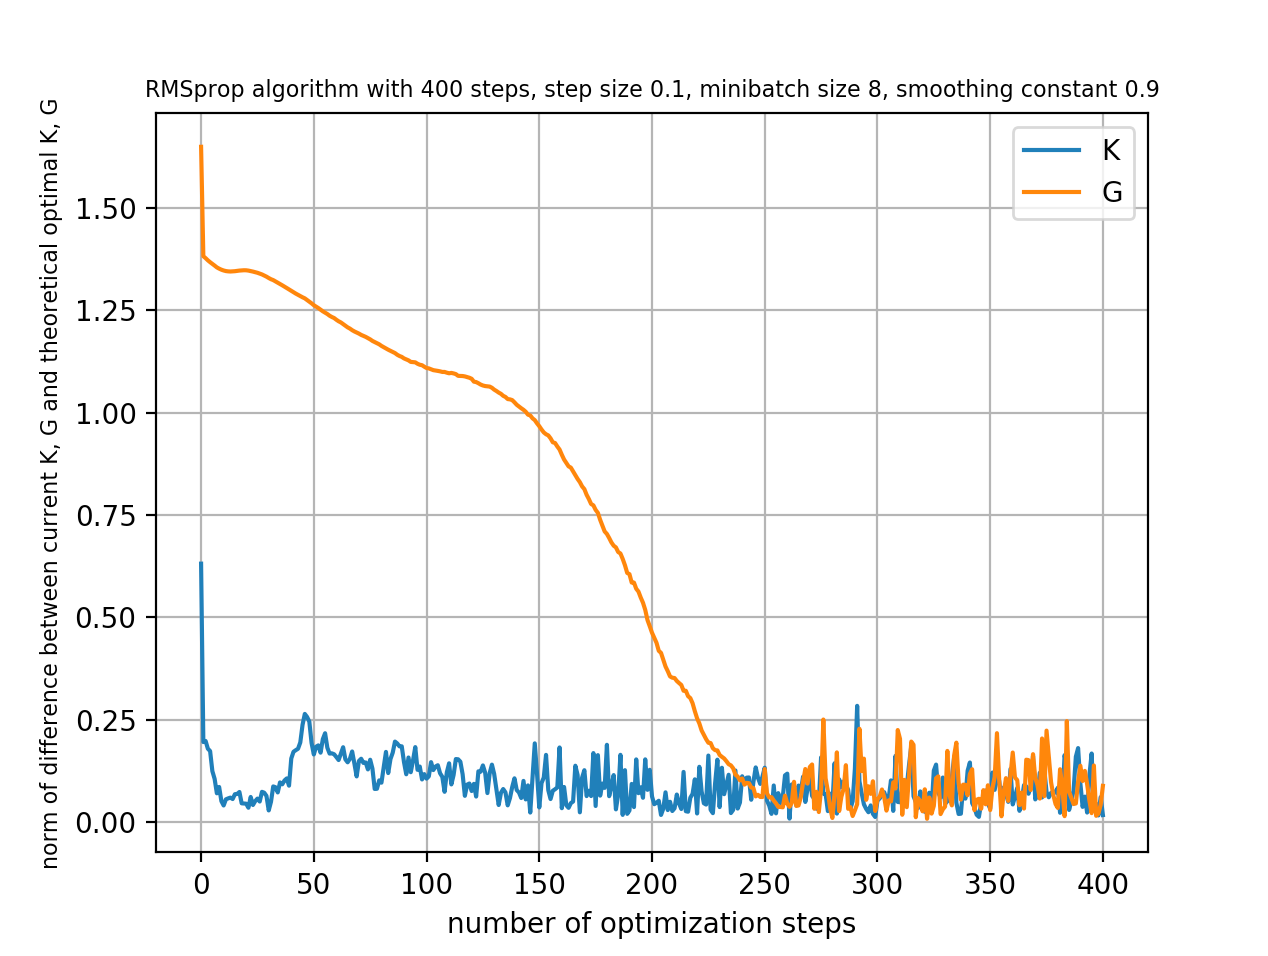 RMSprop algorithm with 400 steps, step size 0.1, minibatch size 8, smoothing constant 0.9
norm of difference between current K, G and theoretical optimal K, G
1.50
1.25
1.00
0.75
0.50
0.25
0.00
K
G
0 50 100 150 200 250 300 350 400
number of optimization steps